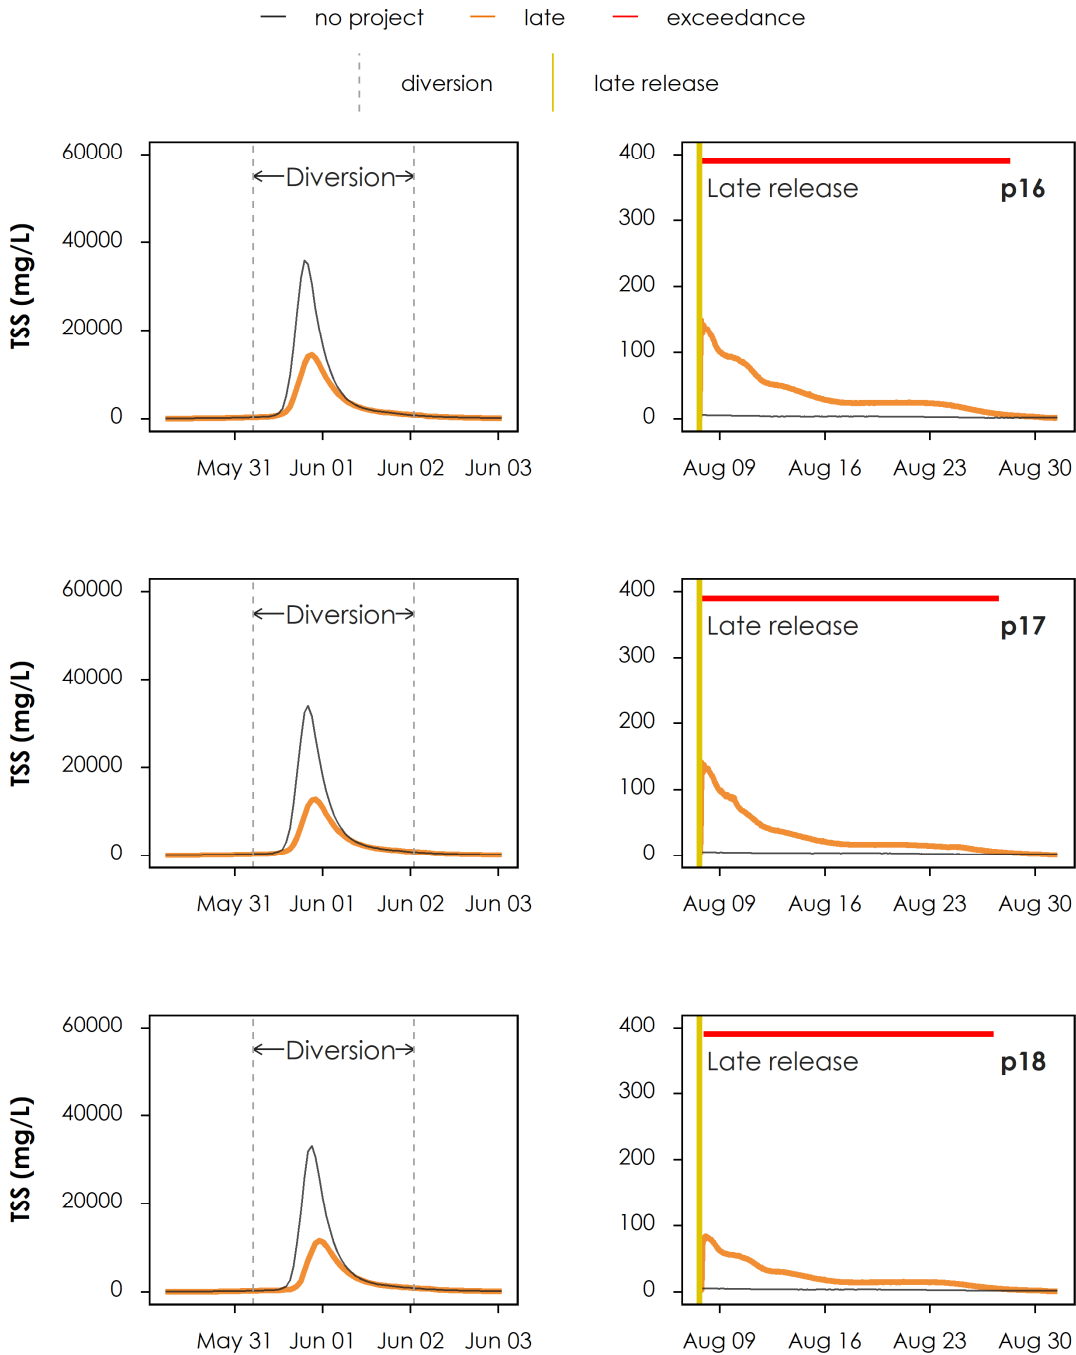 no project late exceedance
diversion late release
TSS (mg/L)
60000
40000
20000
0
Diversion
May 31 Jun 01 Jun 02 Jun 03
400
300
200
100
0
Late release p16
Aug 09 Aug 16 Aug 23 Aug 30
TSS (mg/L)
60000
40000
20000
0
Diversion
May 31 Jun 01 Jun 02 Jun 03
400
300
200
100
0
Late release p17
Aug 09 Aug 16 Aug 23 Aug 30
TSS (mg/L)
60000
40000
20000
0
Diversion
May 31 Jun 01 Jun 02 Jun 03
400
300
200
100
0
Late release p18
Aug 09 Aug 16 Aug 23 Aug 30